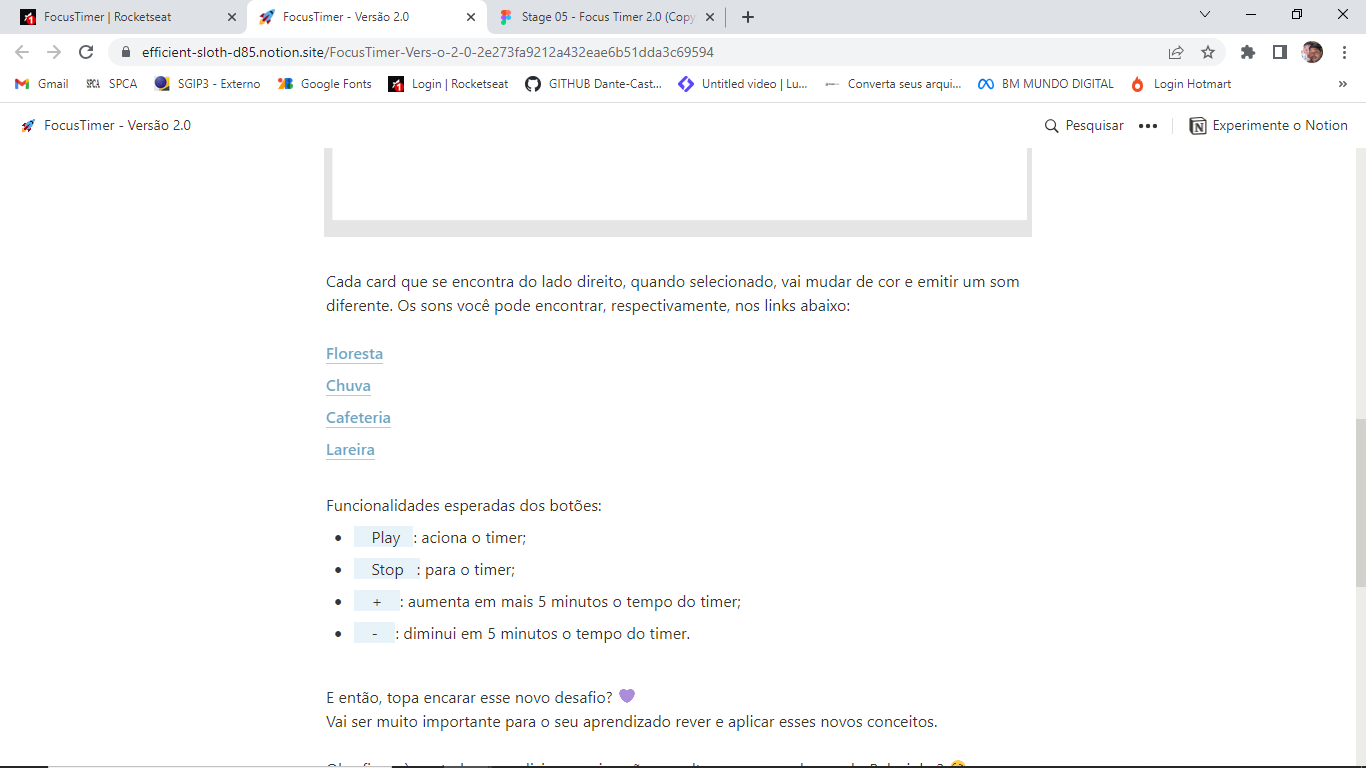 FocusTimer | Rocketseat
FocusTimer - Versão 2.0
Stage 05 - Focus Timer 2.0 (Copy
efficient-sloth-d85.notion.site/FocusTimer-Vers-o-2-0-2e273fa9212a432eae6b51dda3c69594
Gmail
SPCA SPCA
SGIP3 - Externo
Google Fonts
Login | Rocketseat
GITHUB Dante-Cast...
Untitled video | Lu...
Converta seus arqui...
BM MUNDO DIGITAL
Login Hotmart
»
FocusTimer - Versão 2.0
Pesquisar
Experimente o Notion
Cada card que se encontra do lado direito, quando selecionado, vai mudar de cor e emitir um som
diferente. Os sons você pode encontrar, respectivamente, nos links abaixo:
Floresta
Chuva
Cafeteria
Lareira
Funcionalidades esperadas dos botões:
• Play : aciona o timer;
• Stop : para o timer;
• + : aumenta em mais 5 minutos o tempo do timer;
• - : diminui em 5 minutos o tempo do timer.
E então, topa encarar esse novo desafio? 💜
Vai ser muito importante para o seu aprendizado rever e aplicar esses novos conceitos.